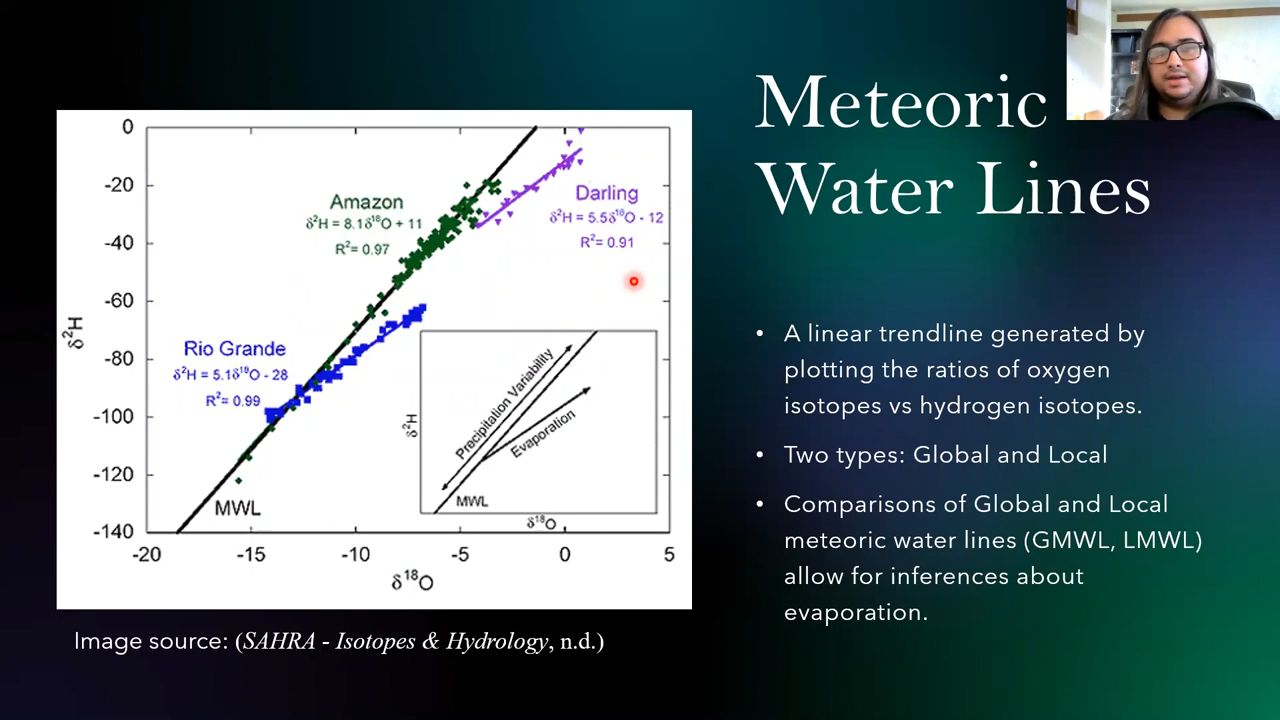 Meteoric
Water Lines
0
-20
-40
-60
-80
-100
-120
-140
-20
-15
-10
-5
0
5
δ²H
δ¹⁸O
Amazon
δ²H = 8.1δ¹⁸O + 11
R²= 0.97
Darling
δ²H = 5.5δ¹⁸O - 12
R²= 0.91
Rio Grande
δ²H = 5.1δ¹⁸O - 28
R²= 0.99
MWL
Precipitation Variability
Evaporation
MWL
δ²H
δ¹⁸O
Image source: (SAHRA - Isotopes & Hydrology, n.d.)
• A linear trendline generated by
plotting the ratios of oxygen
isotopes vs hydrogen isotopes.
• Two types: Global and Local
• Comparisons of Global and Local
meteoric water lines (GMWL, LMWL)
allow for inferences about
evaporation.